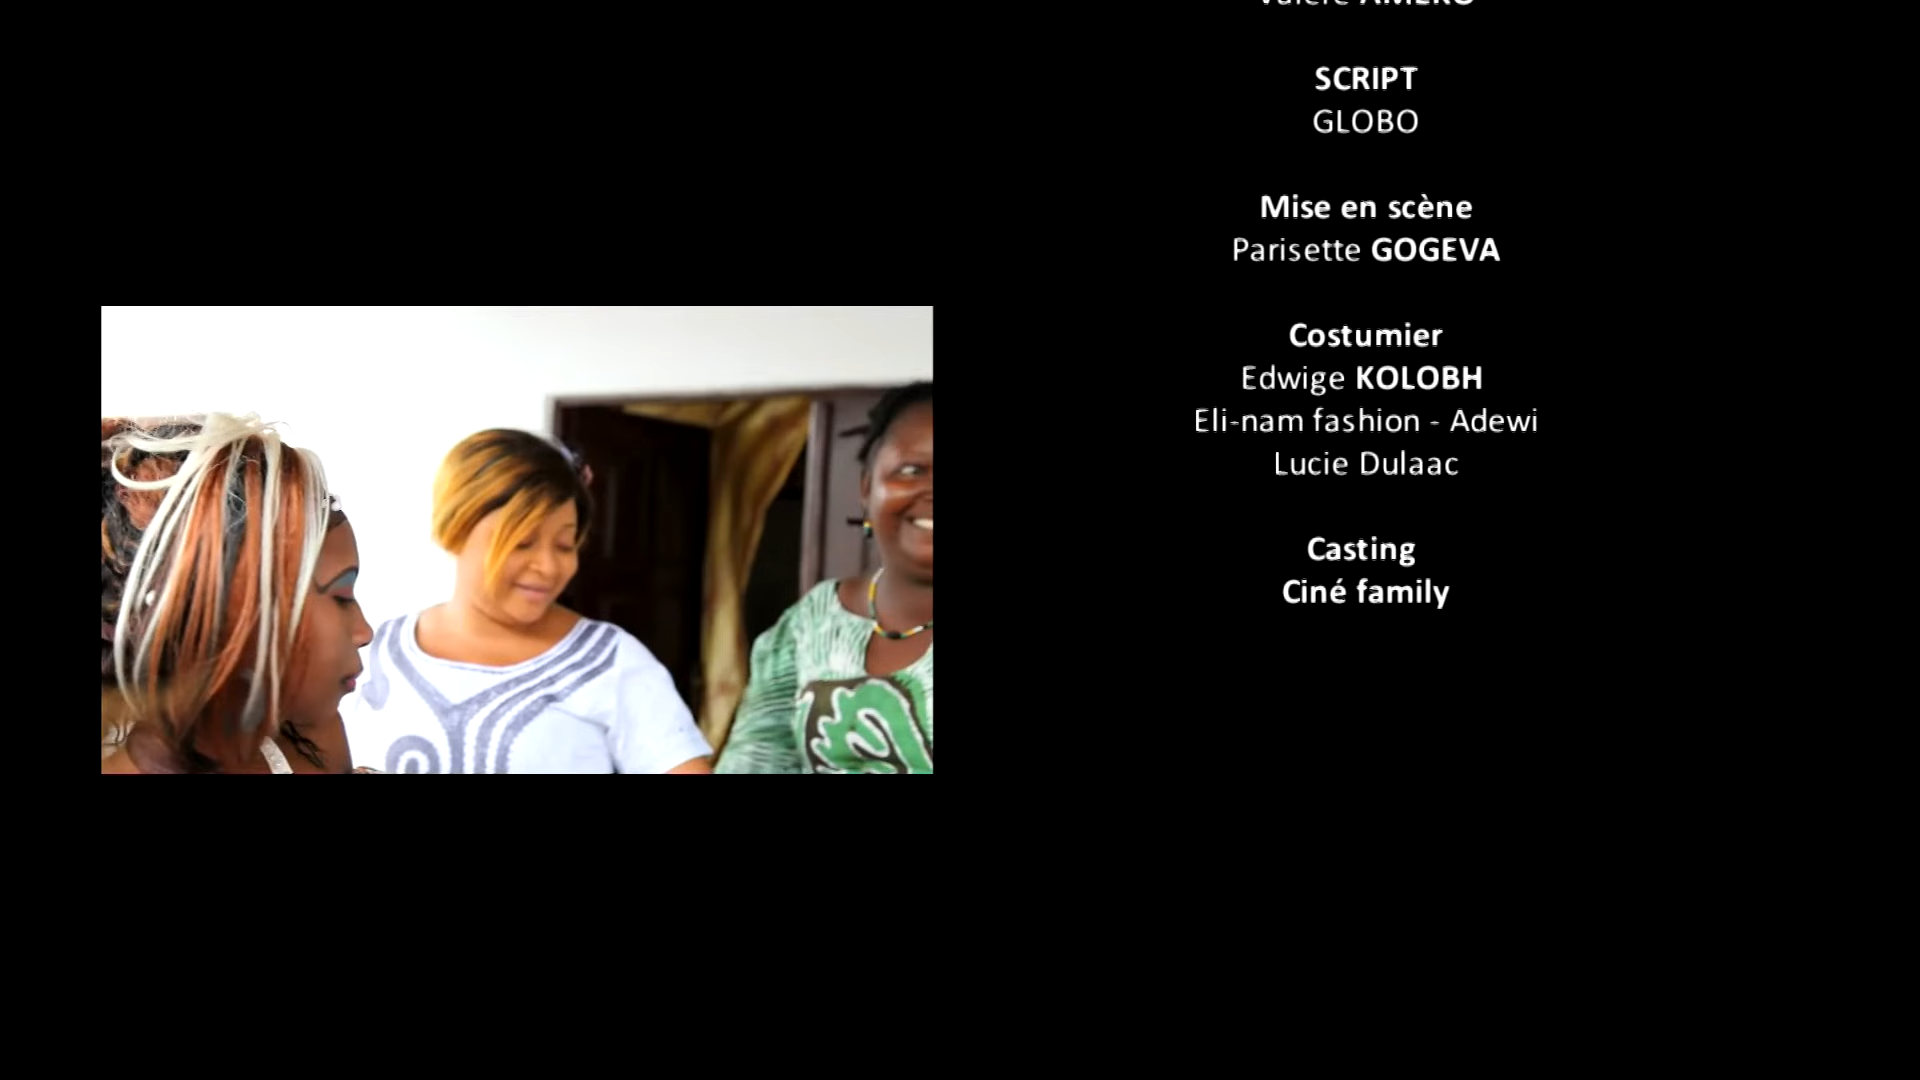 SCRIPT
GLOBO
Mise en scène
Parisette GOGEVA
Costumier
Edwige KOLOBH
Eli-nam fashion - Adewi
Lucie Dulaac
Casting
Ciné family